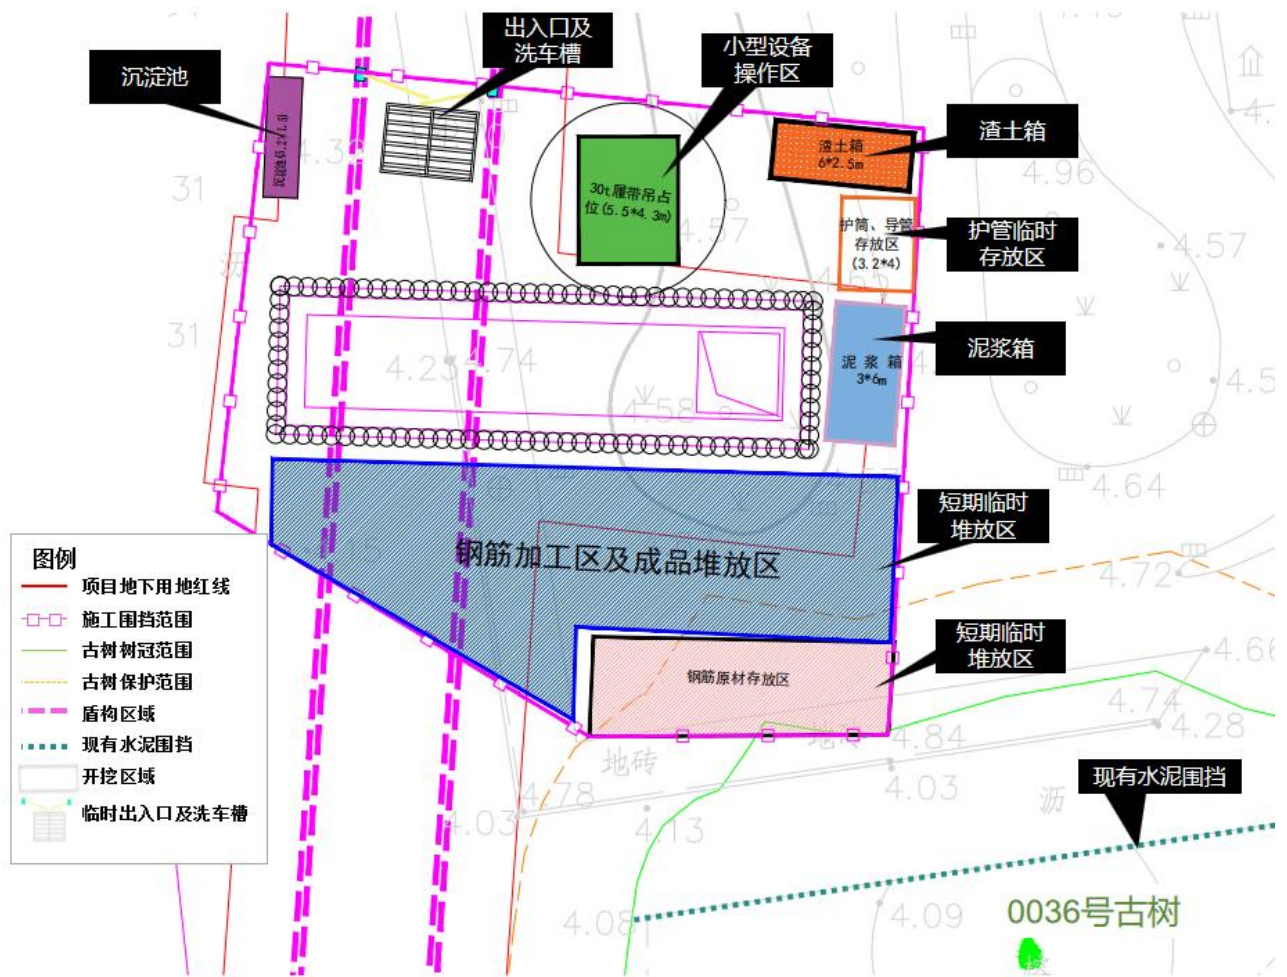 出入口及
洗车槽
小型设备
操作区
沉淀池
渣土箱
护管临时
存放区
泥浆箱
短期临时
堆放区
短期临时
堆放区
现有水泥围挡
渣土箱
6*2.5m
30t履带吊占
位(5.5*4.3m)
护筒、导管
存放区
(3.2*4)
泥浆箱
3*6m
钢筋加工区及成品堆放区
钢筋原材存放区
图例
项目地下用地红线
施工围挡范围
古树树冠范围
古树保护范围
盾构区域
现有水泥围挡
开挖区域
临时出入口及洗车槽
0036号古树
31
31
沥
4.96
4.57
4.57
4.23
4.74
4.58
4.64
4.72
4.66
4.74
4.28
4.84
4.03
地砖
4.78
4.03
4.13
沥
4.08
4.09